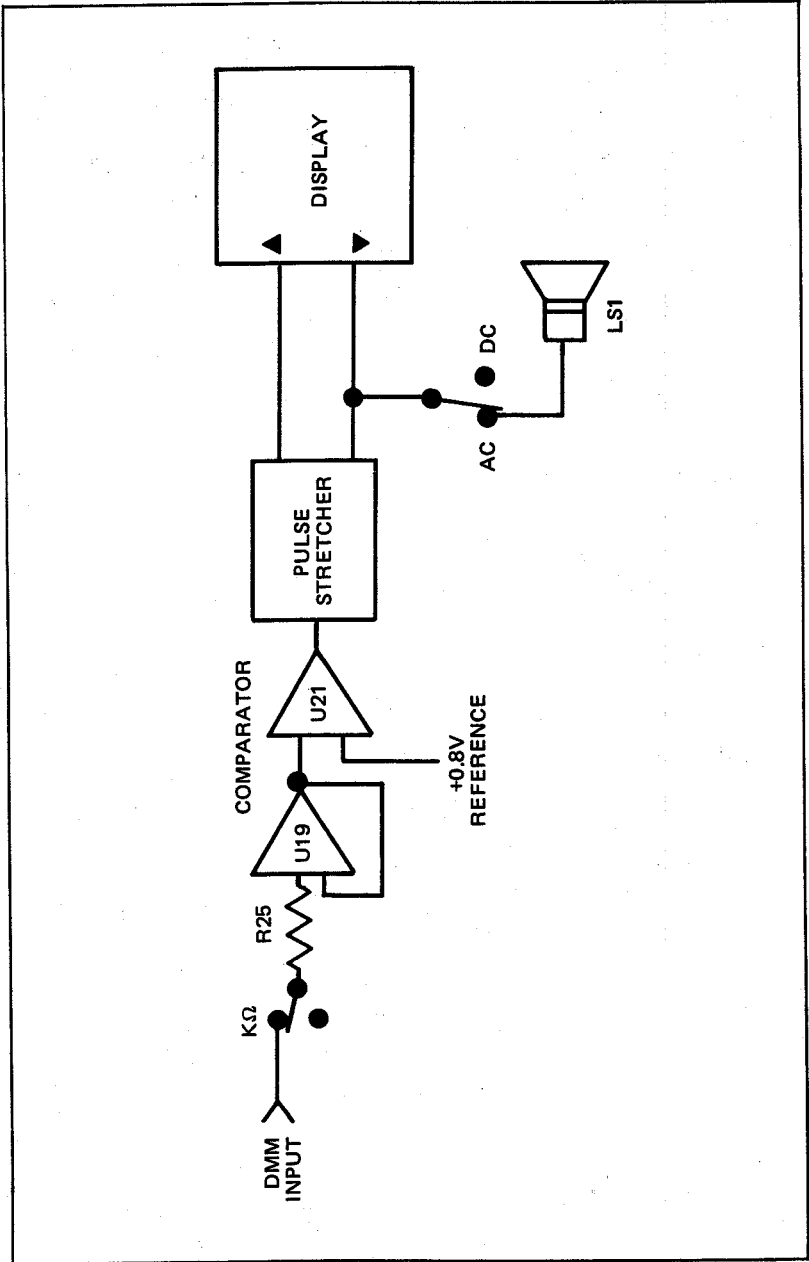 DMM
INPUT
KΩ
R25
U19
COMPARATOR
U21
+0.8V
REFERENCE
PULSE
STRETCHER
DISPLAY
AC
DC
LS1